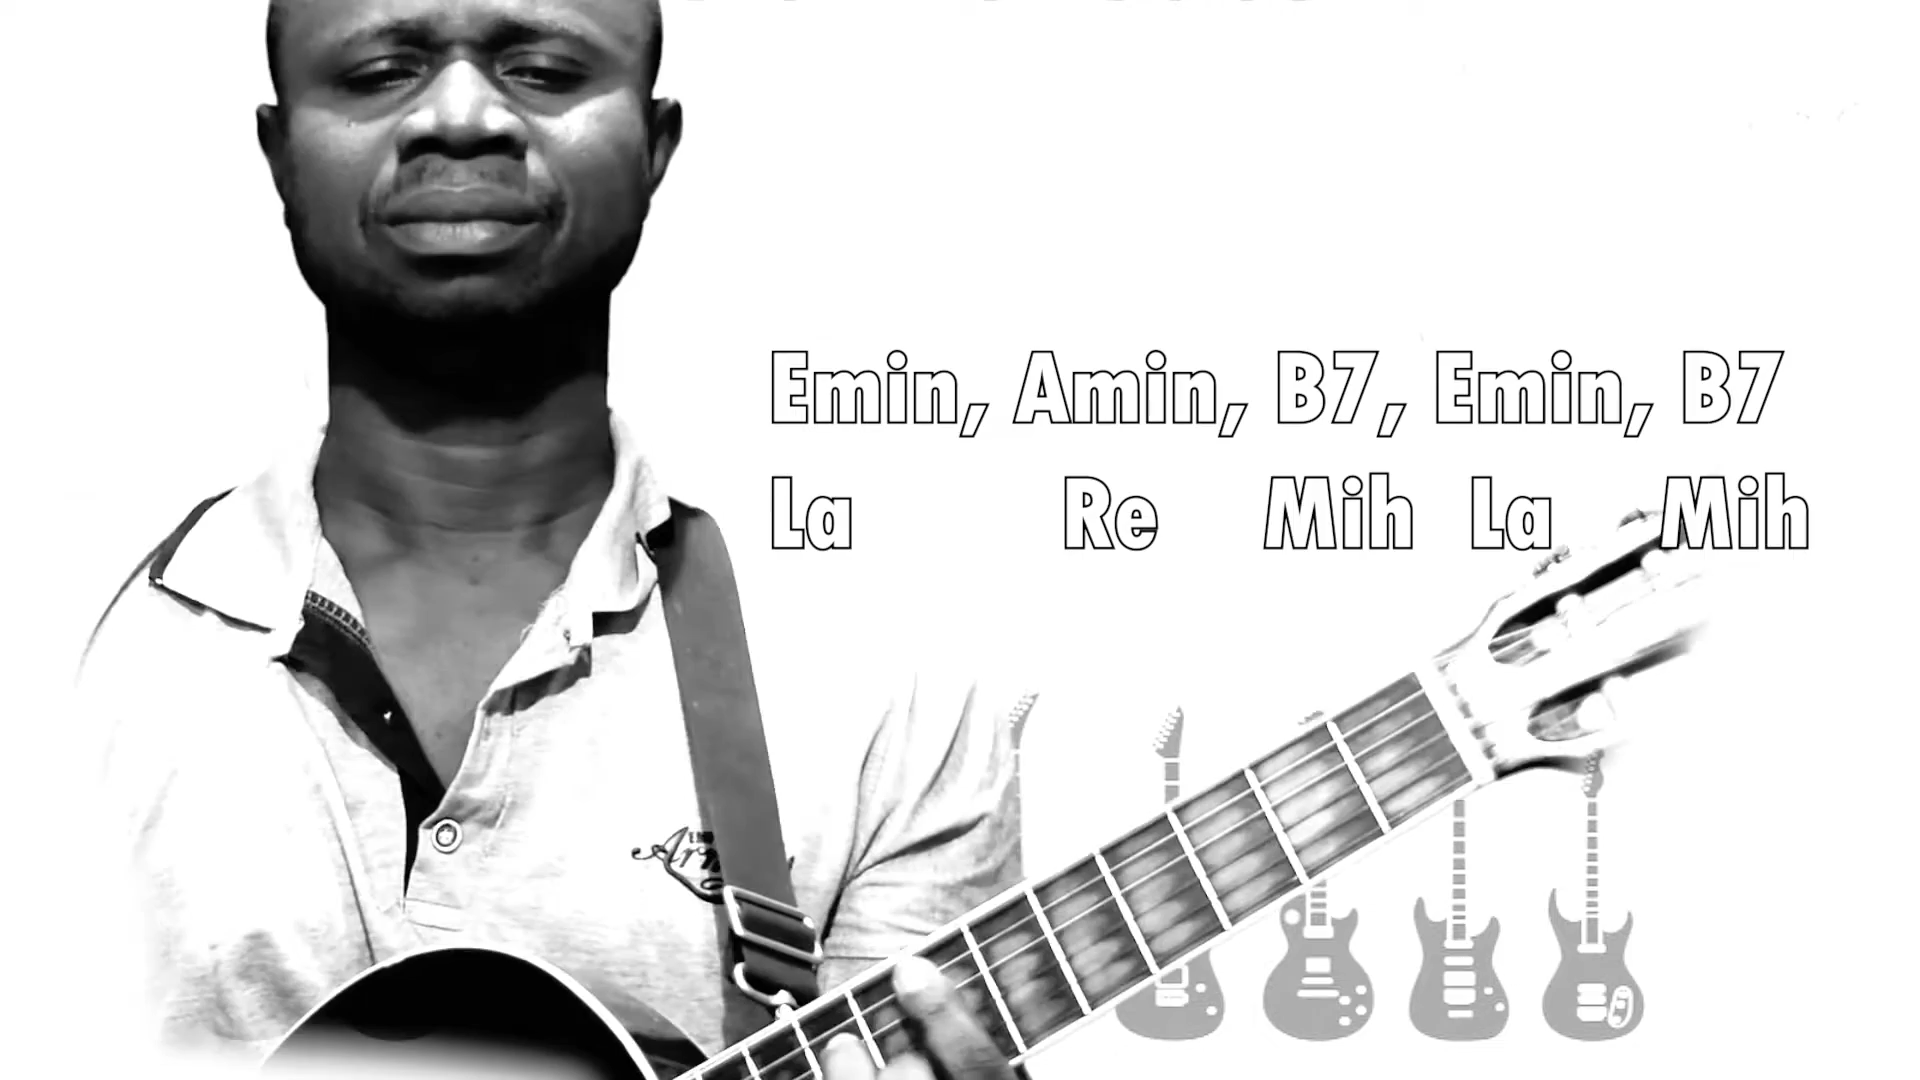 Emin, Amin, B7, Emin, B7
La Re Mih La Mih